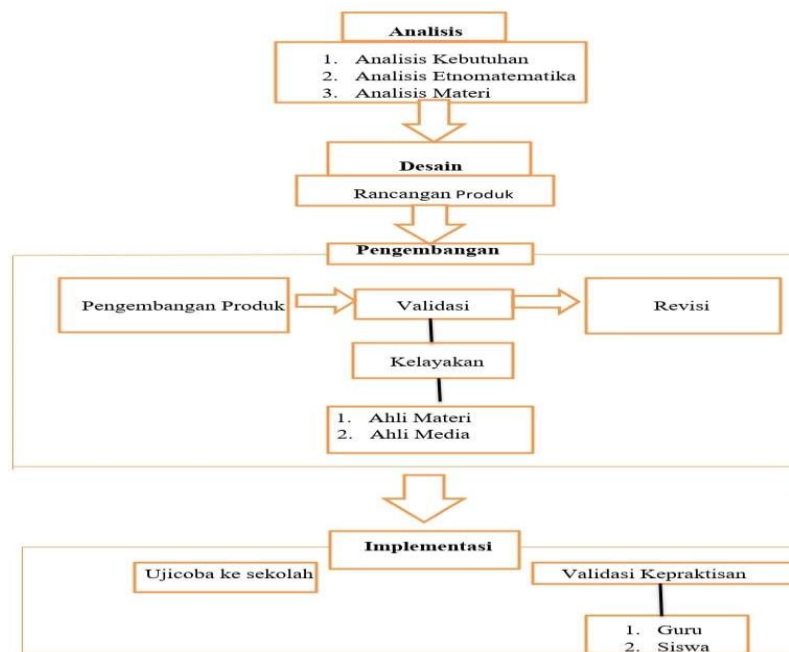 Analisis
1. Analisis Kebutuhan
2. Analisis Etnomatematika
3. Analisis Materi
Desain
Rancangan Produk
Pengembangan
Pengembangan Produk
Validasi
Revisi
Kelayakan
1. Ahli Materi
2. Ahli Media
Implementasi
Ujicoba ke sekolah
Validasi Kepraktisan
1. Guru
2. Siswa